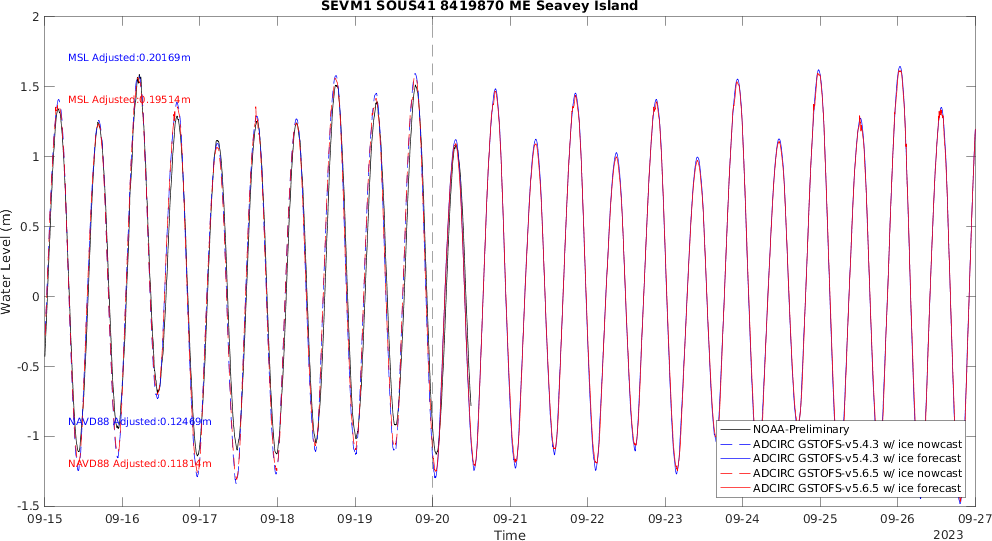 SEVM1 SOUS41 8419870 ME Seavey Island
2
1.5
1
0.5
0
-0.5
-1
-1.5
Water Level (m)
MSL Adjusted:0.20169m
MSL Adjusted:0.19514m
NAVD88 Adjusted:0.12469m
NAVD88 Adjusted:0.11814m
NOAA-Preliminary
ADCIRC GSTOFS-v5.4.3 w/ ice nowcast
ADCIRC GSTOFS-v5.4.3 w/ ice forecast
ADCIRC GSTOFS-v5.6.5 w/ ice nowcast
ADCIRC GSTOFS-v5.6.5 w/ ice forecast
09-15 09-16 09-17 09-18 09-19 09-20 09-21 09-22 09-23 09-24 09-25 09-26 09-27
Time
2023